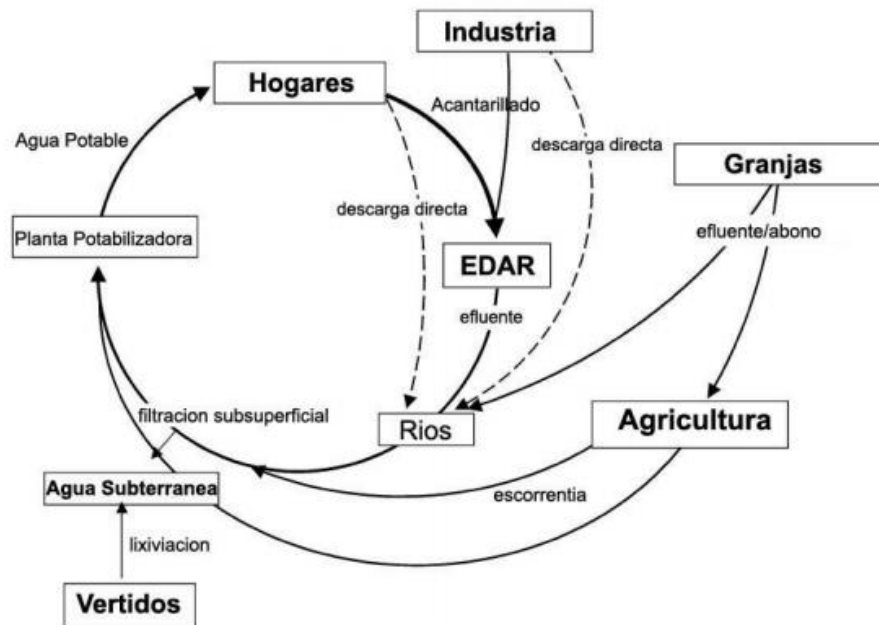 Industria
Hogares
Acantarillado
Agua Potable
descarga directa
Granjas
descarga directa
Planta Potabilizadora
efluente/abono
EDAR
efluente
filtracion subsuperficial
Rios
Agricultura
Agua Subterranea
escorrentia
lixiviacion
Vertidos